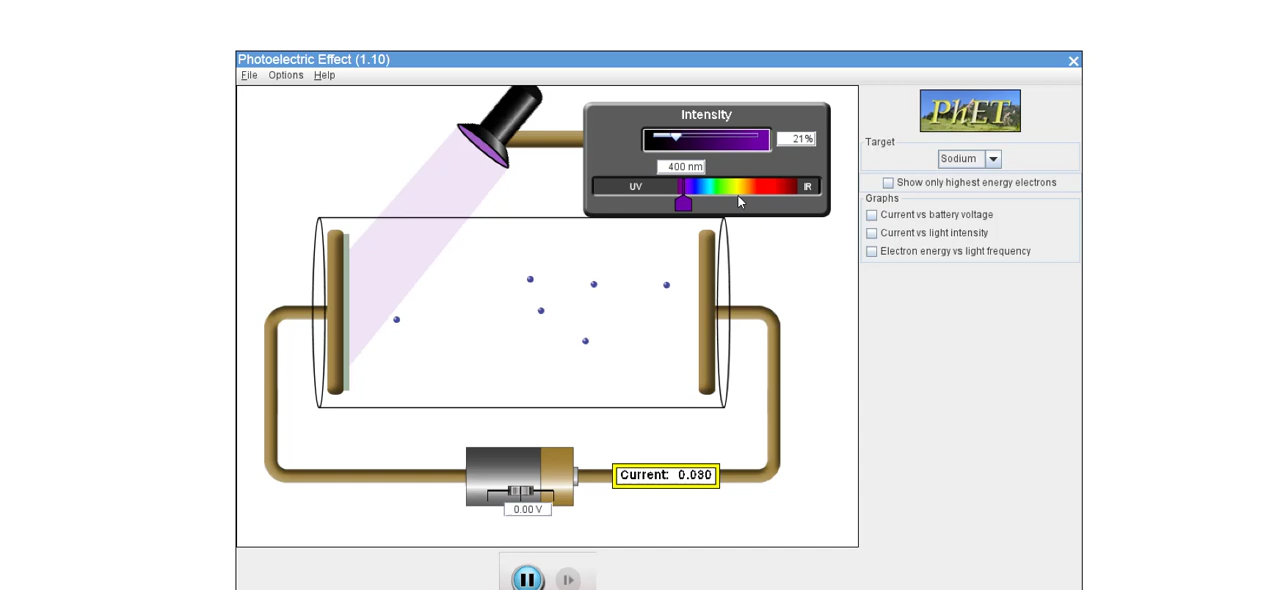 Photoelectric Effect (1.10)
File Options Help
Intensity
21%
400 nm
UV
IR
PhET
Target
Sodium
Show only highest energy electrons
Graphs
Current vs battery voltage
Current vs light intensity
Electron energy vs light frequency
Current: 0.030
0.00 V